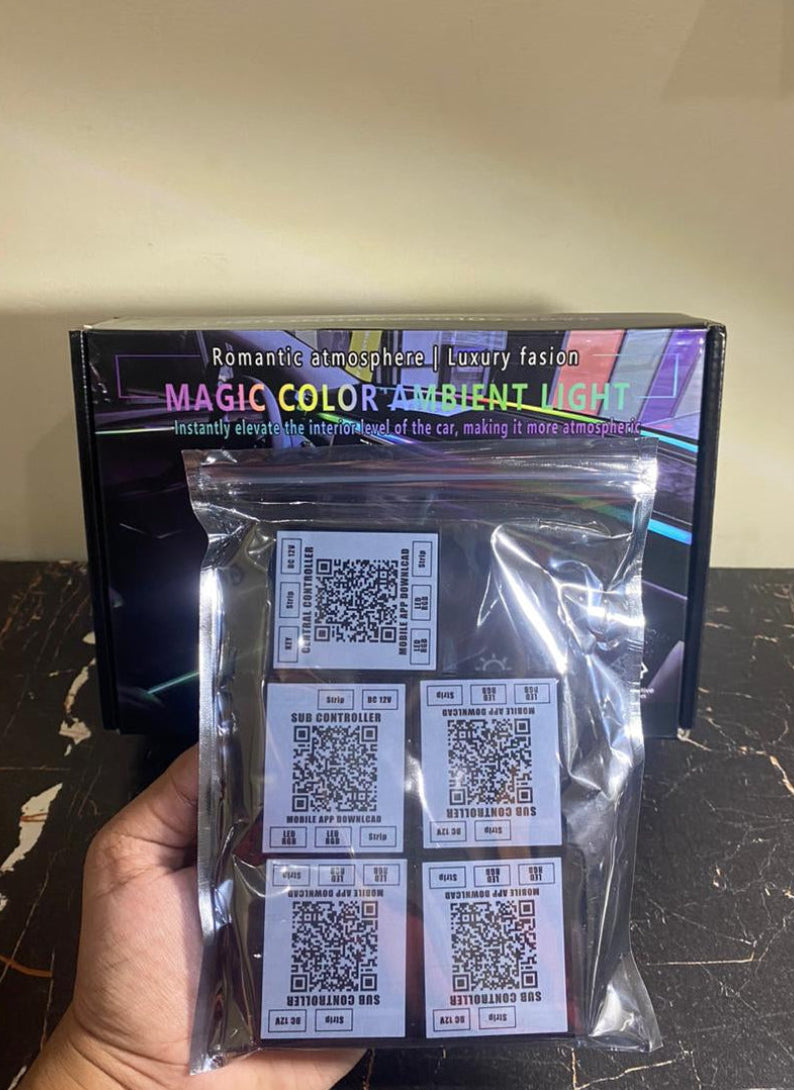 Romantic atmosphere | Luxury fasion
MAGIC COLOR AMBIENT LIGHT
Instantly elevate the interior level of the car, making it more atmospheric
DC 12V
Strip
KEY
CENTRAL CONTROLLER
MOBILE APP DOWNLCAD
Strip
LED RGB
LED RGB
Strip DC 12V
SUB CONTROLLER
MOBILE APP DOWNLCAD
LED RGB LED RGB Strip
LED RGB LED RGB Strip
MOBILE APP DOWNLCAD
SUB CONTROLLER
Strip DC 12V
LED RGB LED RGB Strip
MOBILE APP DOWNLCAD
SUB CONTROLLER
Strip DC 12V
LED RGB LED RGB Strip
MOBILE APP DOWNLCAD
SUB CONTROLLER
Strip DC 12V